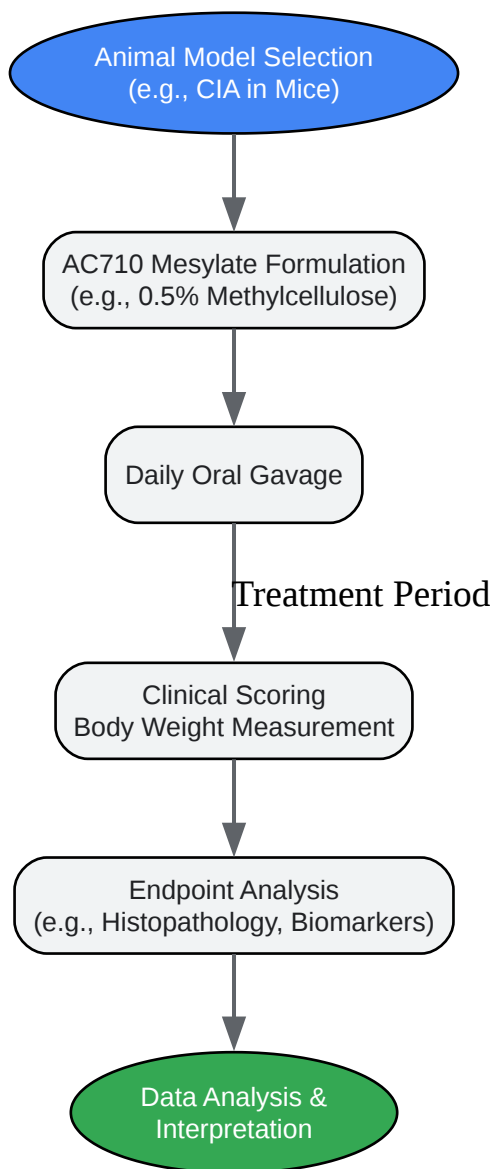 Animal Model Selection
(e.g., CIA in Mice)
AC710 Mesylate Formulation
(e.g., 0.5% Methylcellulose)
Daily Oral Gavage
Treatment Period
Clinical Scoring
Body Weight Measurement
Endpoint Analysis
(e.g., Histopathology, Biomarkers)
Data Analysis &
Interpretation